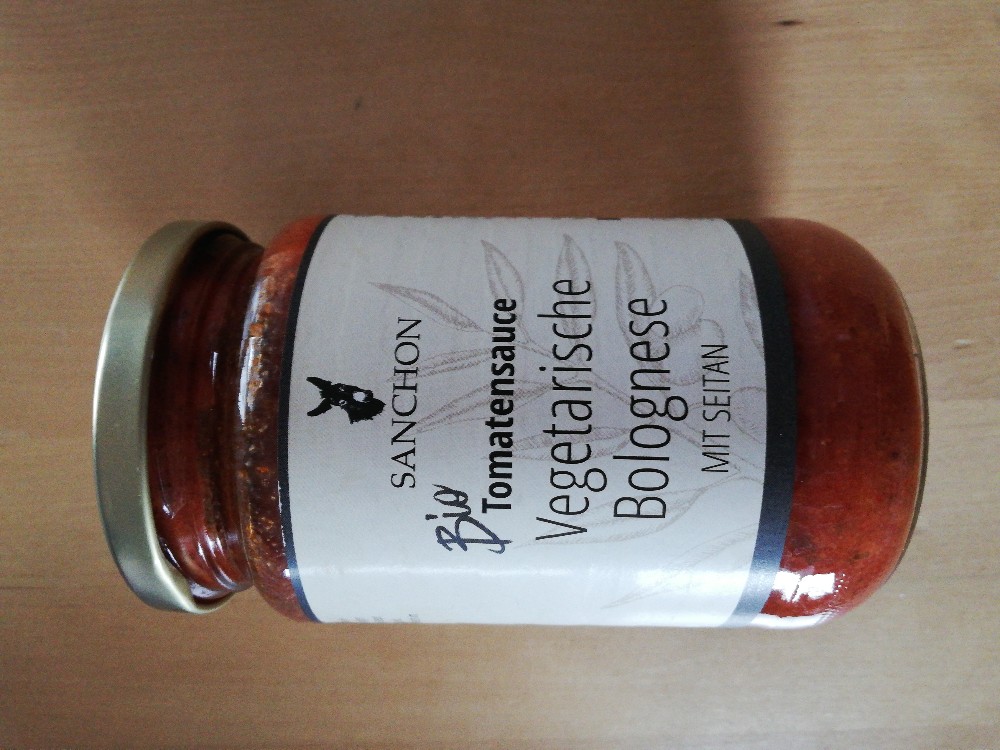 SANCHON
Bio
Tomatensauce
Vegetarische
Bolognese
MIT SEITAN